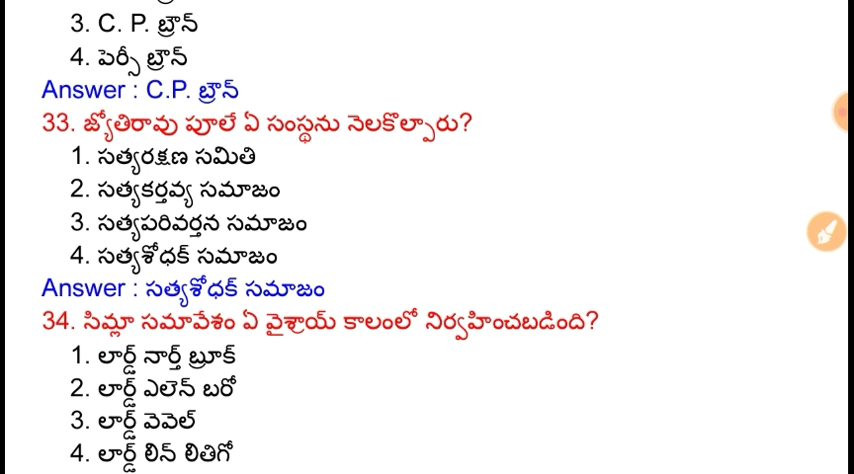 3. C. P. బ్రౌన్
4. పెర్సీ బ్రౌన్
Answer : C.P. బ్రౌన్
33. జ్యోతిరావు పూలే ఏ సంస్థను నెలకొల్పారు?
1. సత్యరక్షణ సమితి
2. సత్యకర్తవ్య సమాజం
3. సత్యపరివర్తన సమాజం
4. సత్యశోధక్ సమాజం
Answer : సత్యశోధక్ సమాజం
34. సిమ్లా సమావేశం ఏ వైశ్రాయ్ కాలంలో నిర్వహించబడింది?
1. లార్డ్ నార్త్ బ్రూక్
2. లార్డ్ ఎలెన్ బరో
3. లార్డ్ వెవెల్
4. లార్డ్ లిన్ లితిగో